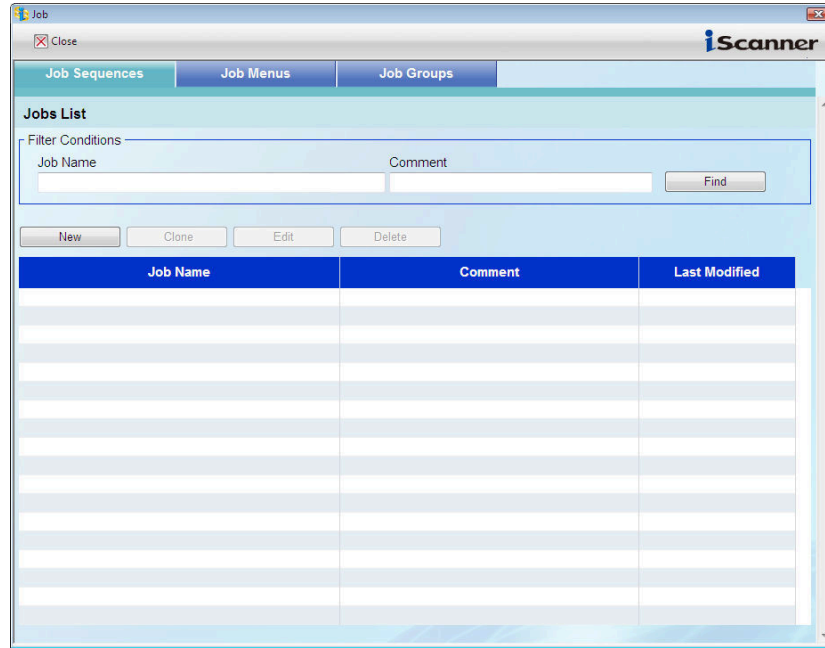 Job
Close
iScanner
Job Sequences Job Menus Job Groups
Jobs List
Filter Conditions
Job Name Comment
Find
New Clone Edit Delete
Job Name Comment Last Modified